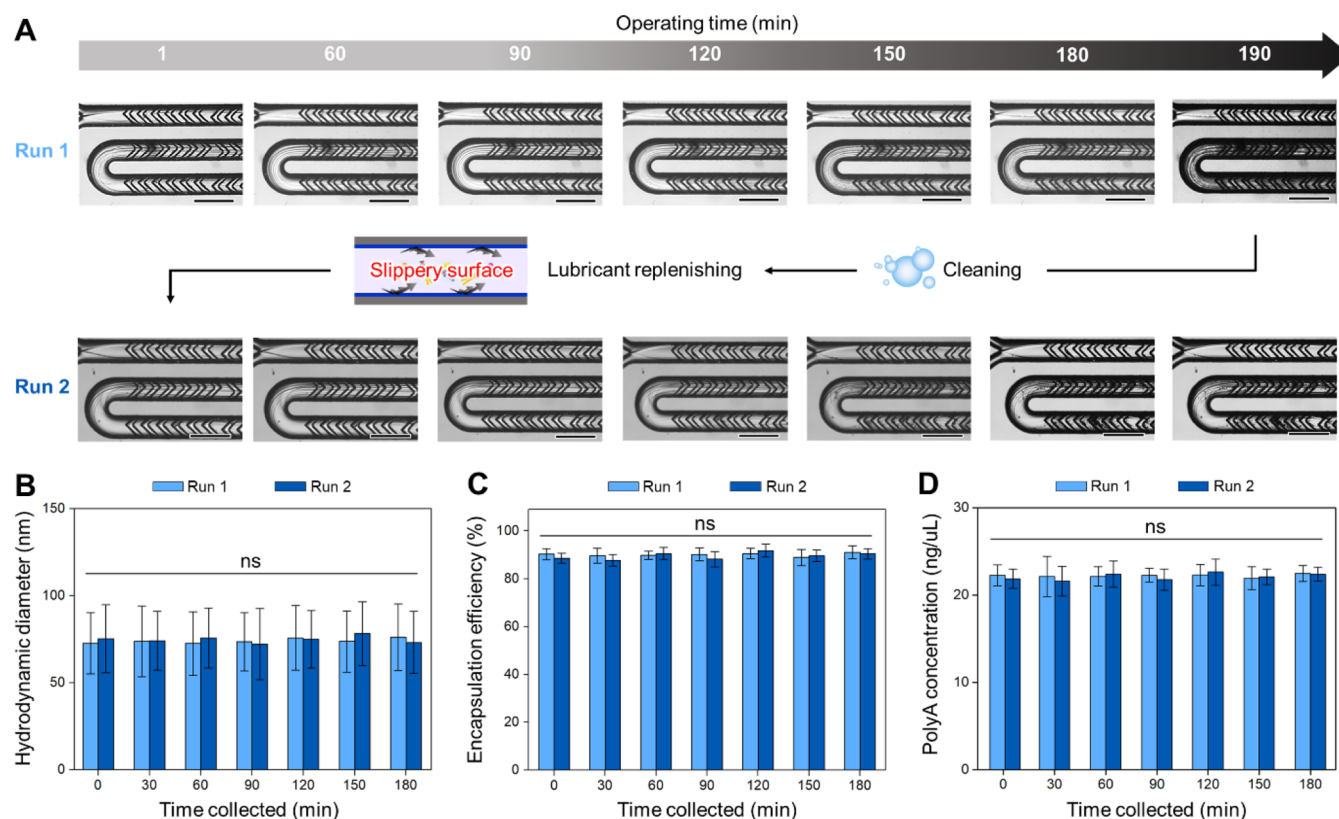 A
Operating time (min)
1 60 90 120 150 180 190
Run 1
Slippery surface
Lubricant replenishing
Cleaning
Run 2
B
Run 1 Run 2
ns
Hydrodynamic diameter (nm)
150
100
50
0
0 30 60 90 120 150 180
Time collected (min)
C
Run 1 Run 2
ns
Encapsulation efficiency (%)
100
80
60
40
20
0
0 30 60 90 120 150 180
Time collected (min)
D
Run 1 Run 2
ns
PolyA concentration (ng/uL)
30
20
10
0
0 30 60 90 120 150 180
Time collected (min)